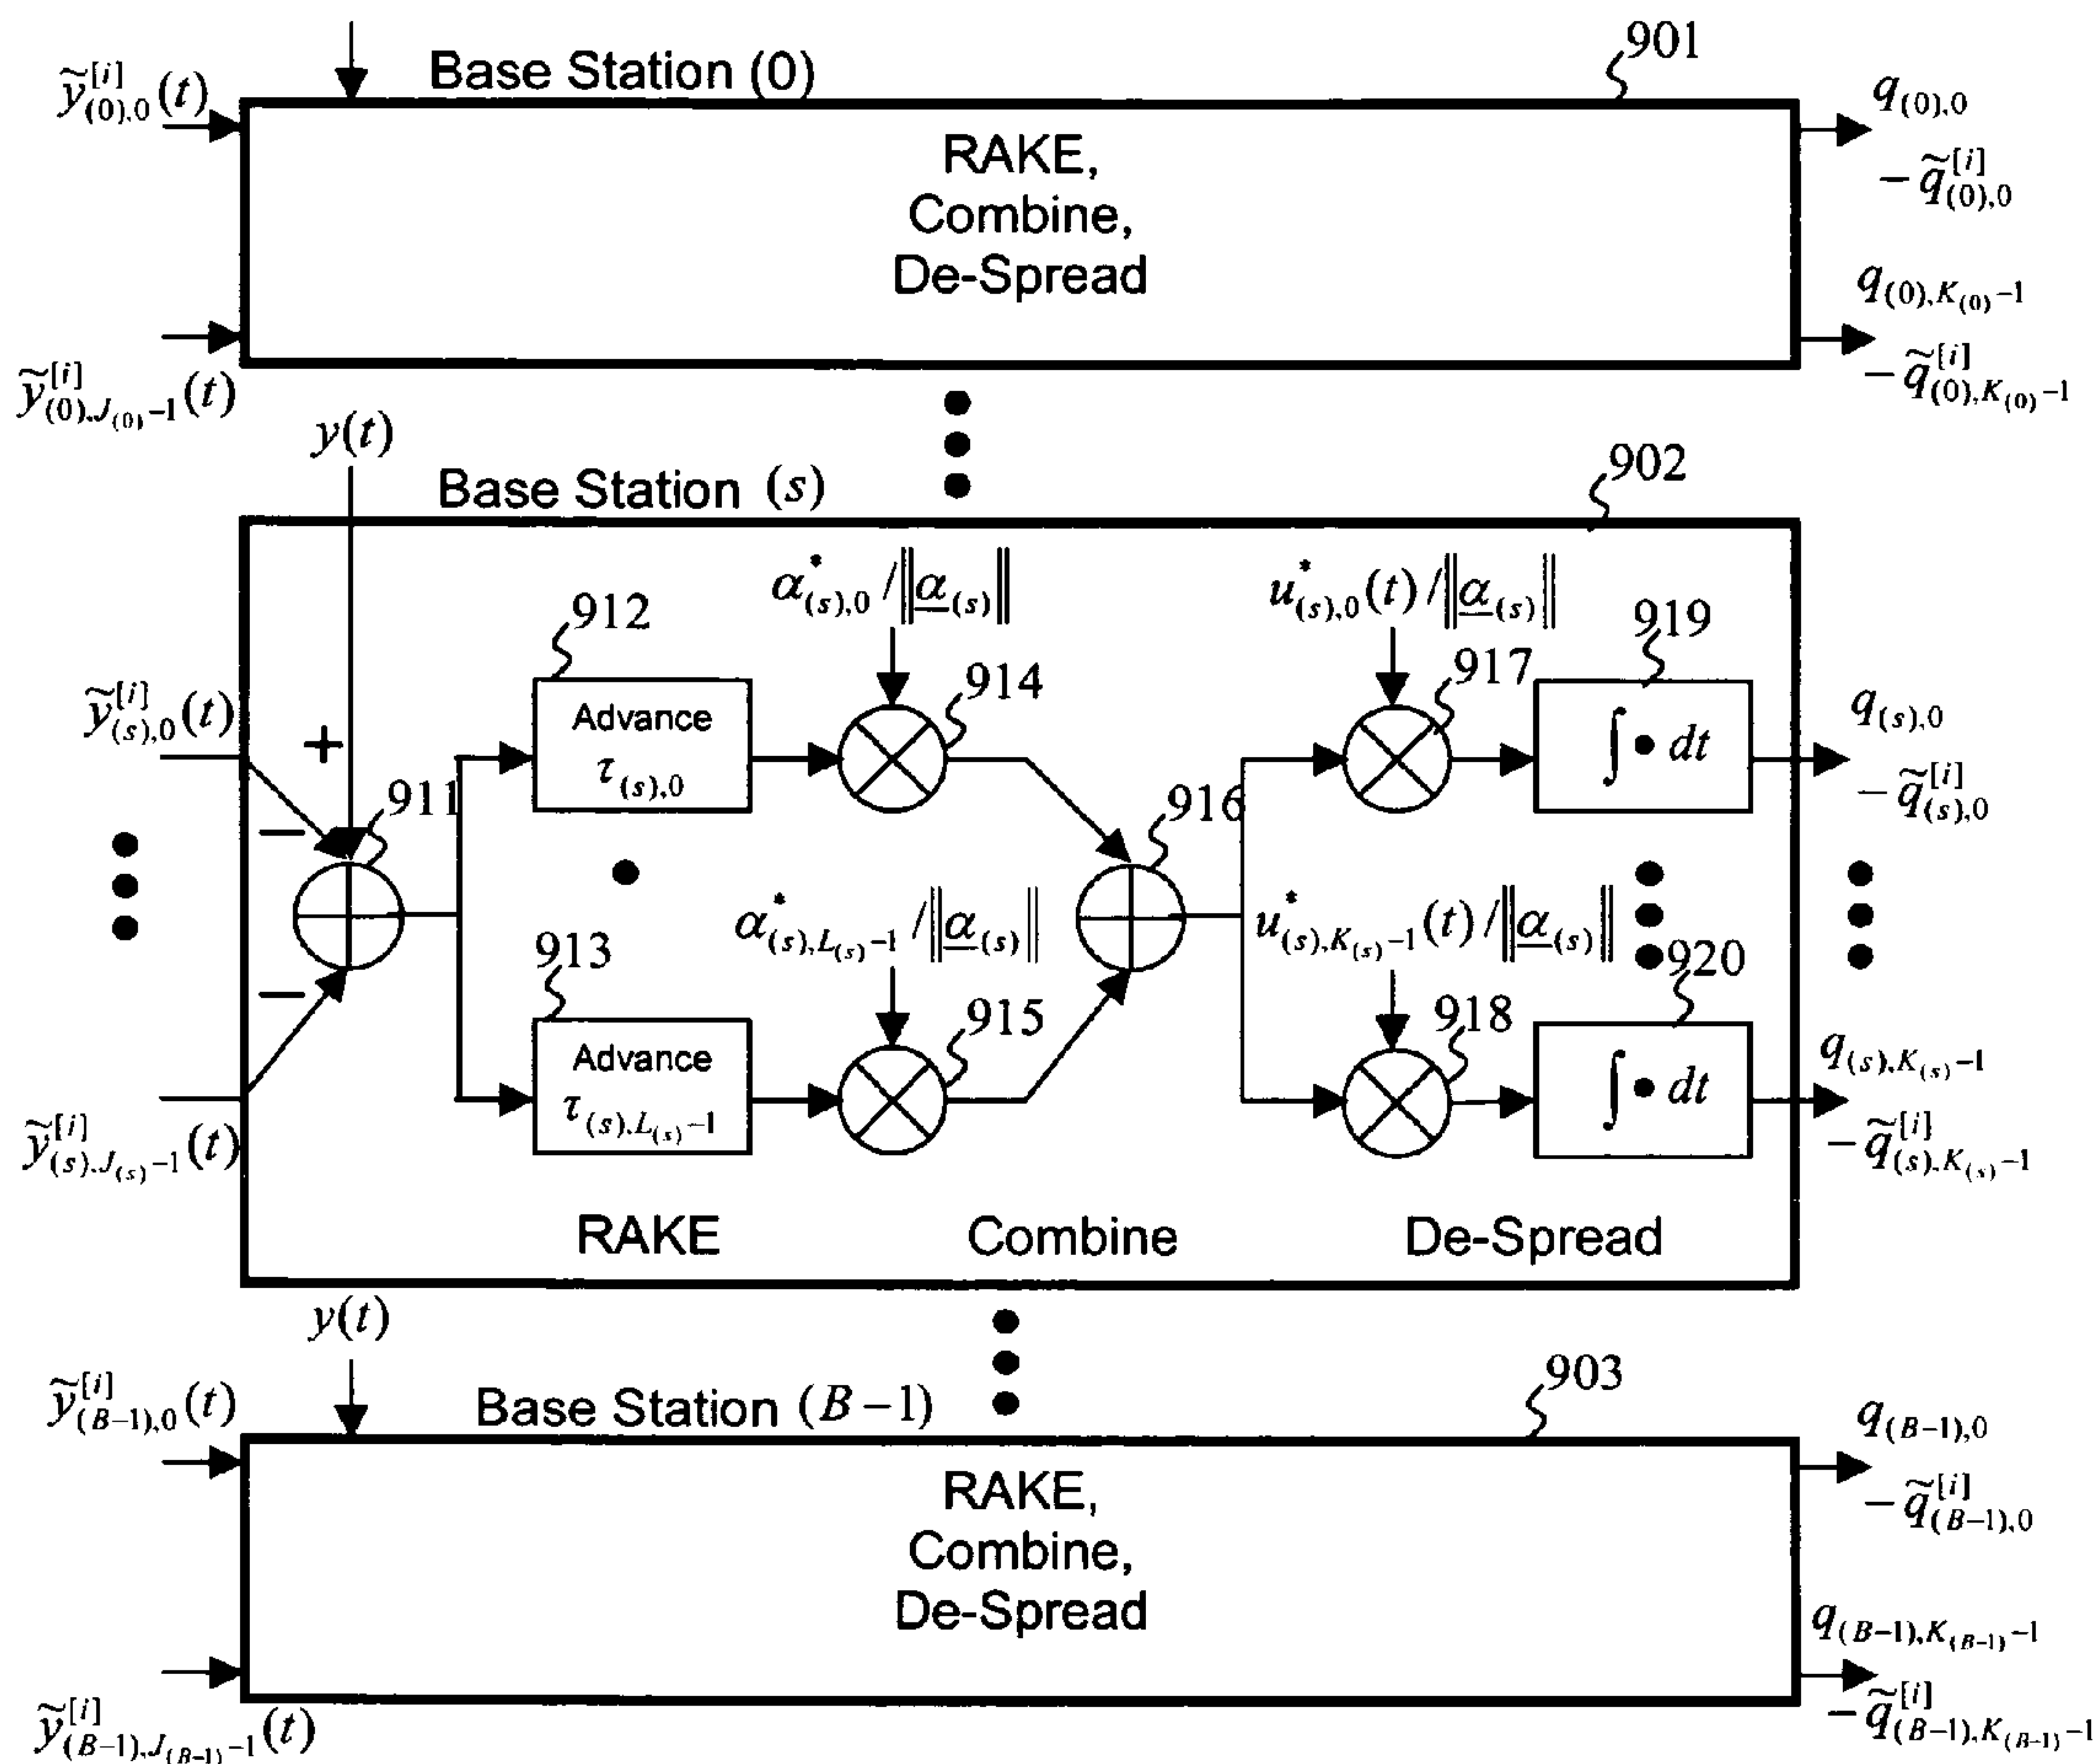 Base Station (0)
901
ỹ^{[i]}_{(0),0}(t)
q_{(0),0}
RAKE,
Combine,
De-Spread
−q̃^{[i]}_{(0),0}
q_{(0),K_{(0)}−1}
ỹ^{[i]}_{(0),J_{(0)}−1}(t)
−q̃^{[i]}_{(0),K_{(0)}−1}
y(t)
Base Station (s)
902
α*_{(s),0}/‖α_{(s)}‖
u*_{(s),0}(t)/‖α_{(s)}‖
912
919
914
917
ỹ^{[i]}_{(s),0}(t)
+
Advance
τ_{(s),0}
∫ • dt
q_{(s),0}
−q̃^{[i]}_{(s),0}
911
916
−
α*_{(s),L_{(s)}−1}/‖α_{(s)}‖
u*_{(s),K_{(s)}−1}(t)/‖α_{(s)}‖
913
920
−
915
918
Advance
τ_{(s),L_{(s)}−1}
∫ • dt
q_{(s),K_{(s)}−1}
ỹ^{[i]}_{(s),J_{(s)}−1}(t)
−q̃^{[i]}_{(s),K_{(s)}−1}
RAKE
Combine
De-Spread
y(t)
903
Base Station (B−1)
ỹ^{[i]}_{(B−1),0}(t)
q_{(B−1),0}
RAKE,
Combine,
De-Spread
−q̃^{[i]}_{(B−1),0}
q_{(B−1),K_{(B−1)}−1}
ỹ^{[i]}_{(B−1),J_{(B−1)}−1}(t)
−q̃^{[i]}_{(B−1),K_{(B−1)}−1}